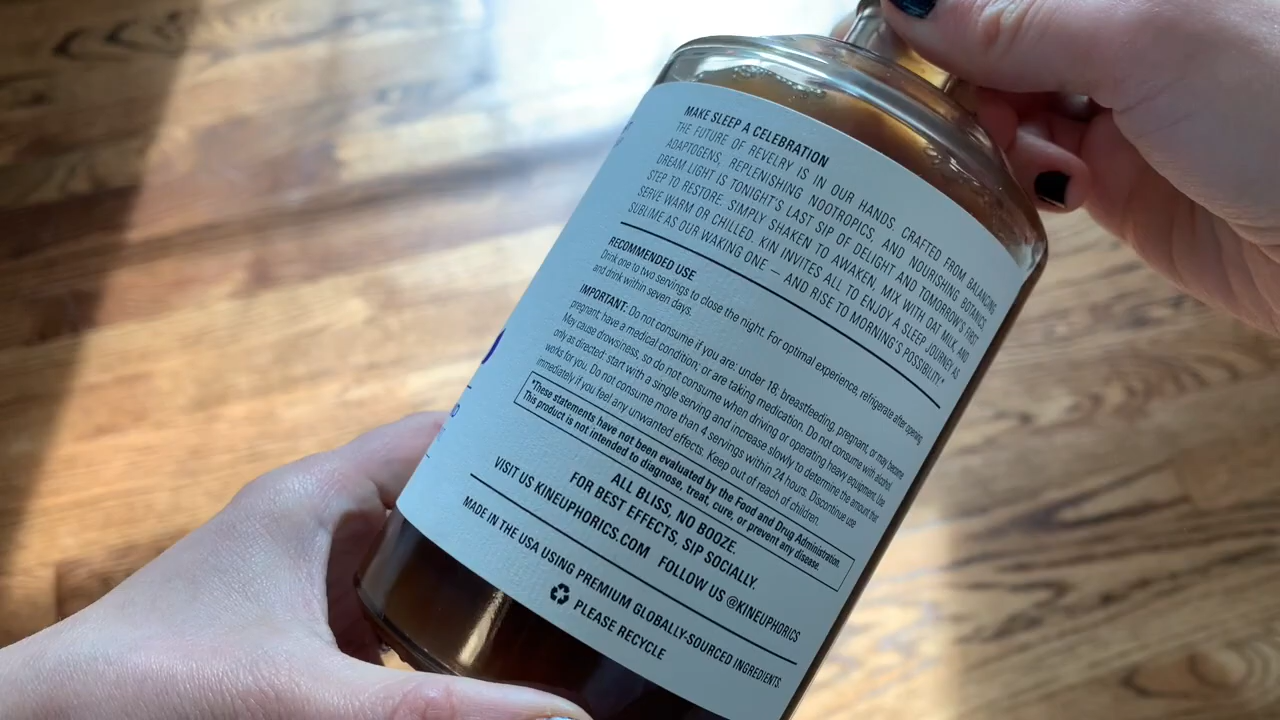 MAKE SLEEP A CELEBRATION
THE FUTURE OF REVELRY IS IN OUR HANDS. CRAFTED FROM BALANCING
ADAPTOGENS, REPLENISHING NOOTROPICS, AND NOURISHING BOTANICS,
DREAM LIGHT IS TONIGHT'S LAST SIP OF DELIGHT AND TOMORROW'S FIRST
STEP TO RESTORE. SIMPLY SHAKEN TO AWAKEN, MIX WITH OAT MILK, AND
SERVE WARM OR CHILLED. KIN INVITES ALL TO ENJOY A SLEEP JOURNEY AS
SUBLIME AS OUR WAKING ONE — AND RISE TO MORNING'S POSSIBILITY.*
RECOMMENDED USE
Drink one to two servings to close the night. For optimal experience, refrigerate after opening
and drink within seven days.
IMPORTANT: Do not consume if you are: under 18, breastfeeding, pregnant, or may become
pregnant; have a medical condition; or are taking medication. Do not consume with alcohol.
May cause drowsiness, so do not consume when driving or operating heavy equipment. Use
only as directed: start with a single serving and increase slowly to determine the amount that
works for you. Do not consume more than 4 servings within 24 hours. Discontinue use
immediately if you feel any unwanted effects. Keep out of reach of children.
*These statements have not been evaluated by the Food and Drug Administration.
This product is not intended to diagnose, treat, cure, or prevent any disease.
ALL BLISS, NO BOOZE.
FOR BEST EFFECTS, SIP SOCIALLY.
VISIT US KINEUPHORICS.COM FOLLOW US @KINEUPHORICS
MADE IN THE USA USING PREMIUM GLOBALLY-SOURCED INGREDIENTS.
PLEASE RECYCLE